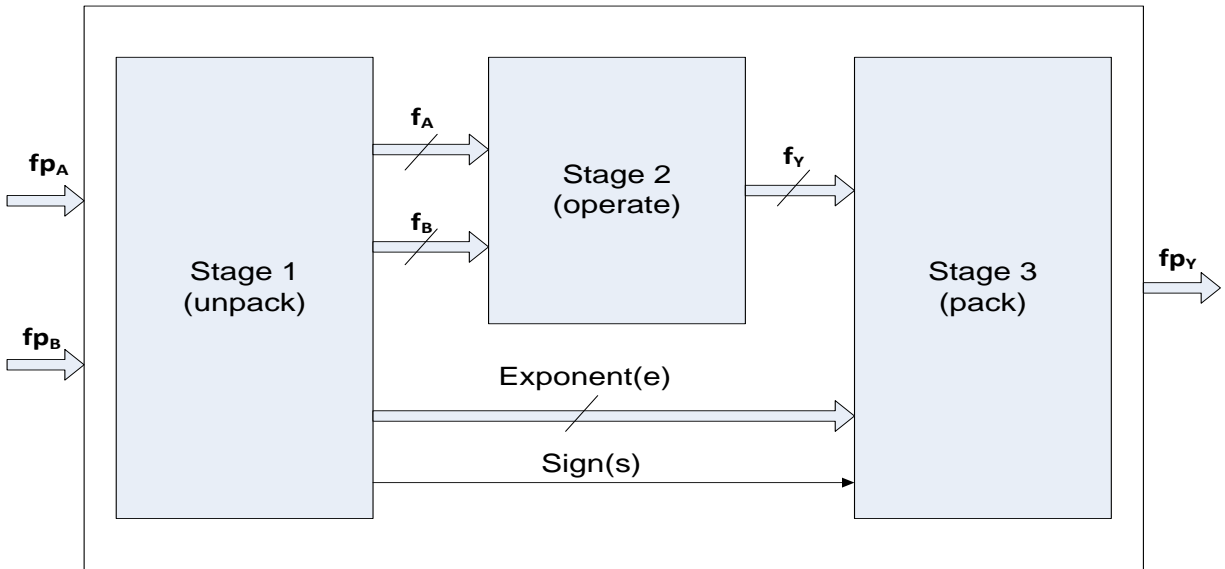 fpA
fpB
Stage 1
(unpack)
fA
fB
Stage 2
(operate)
fY
Exponent(e)
Sign(s)
Stage 3
(pack)
fpY